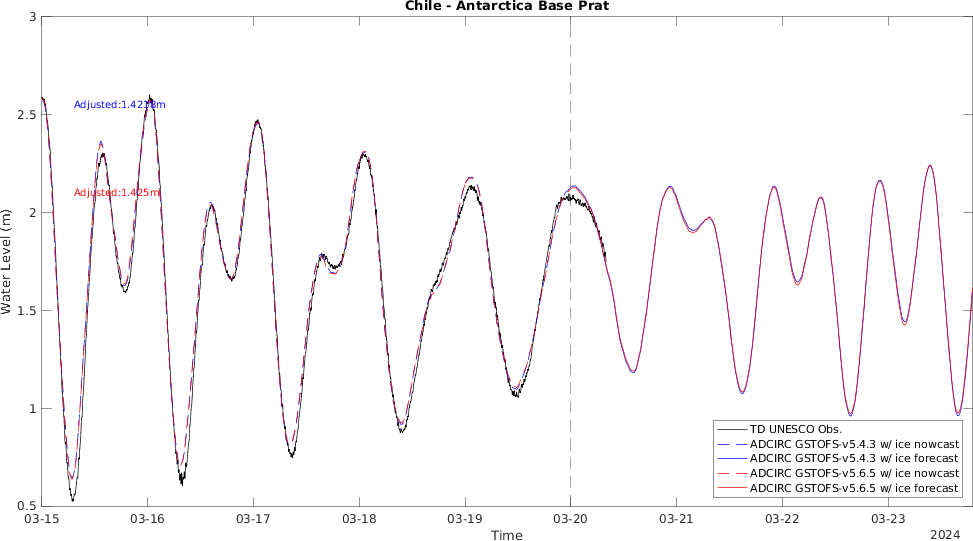 Chile - Antarctica Base Prat
3
2.5
2
1.5
1
0.5
Water Level (m)
Adjusted:1.4218m
Adjusted:1.425m
TD UNESCO Obs.
ADCIRC GSTOFS-v5.4.3 w/ ice nowcast
ADCIRC GSTOFS-v5.4.3 w/ ice forecast
ADCIRC GSTOFS-v5.6.5 w/ ice nowcast
ADCIRC GSTOFS-v5.6.5 w/ ice forecast
03-15 03-16 03-17 03-18 03-19 03-20 03-21 03-22 03-23
Time
2024